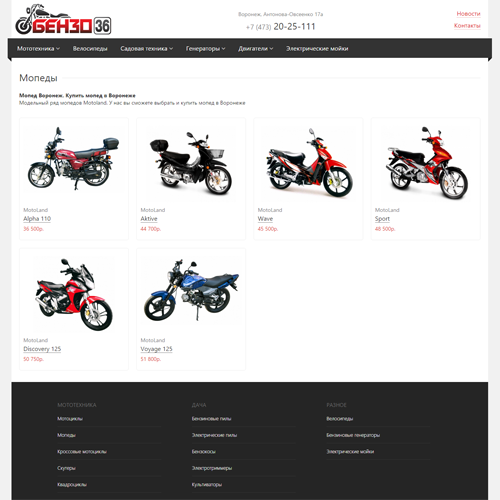 БЕНЗО 36
Воронеж, Антонова-Овсеенко 17а
+7 (473) 20-25-111
Новости
Контакты
Мототехника
Велосипеды
Садовая техника
Генераторы
Двигатели
Электрические мойки
Мопеды
Мопед Воронеж. Купить мопед в Воронеже
Модельный ряд мопедов Motoland. У нас вы сможете выбрать и купить мопед в Воронеже
MotoLand
Alpha 110
36 500р.
MotoLand
Aktive
44 700р.
MotoLand
Wave
45 500р.
MotoLand
Sport
48 500р.
MotoLand
Discovery 125
50 750р.
MotoLand
Voyage 125
51 800р.
МОТОТЕХНИКА
Мотоциклы
Мопеды
Кроссовые мотоциклы
Скутеры
Квадроциклы
ДАЧА
Бензиновые пилы
Электрические пилы
Бензокосы
Электротриммеры
Культиваторы
РАЗНОЕ
Велосипеды
Бензиновые генераторы
Электрические мойки